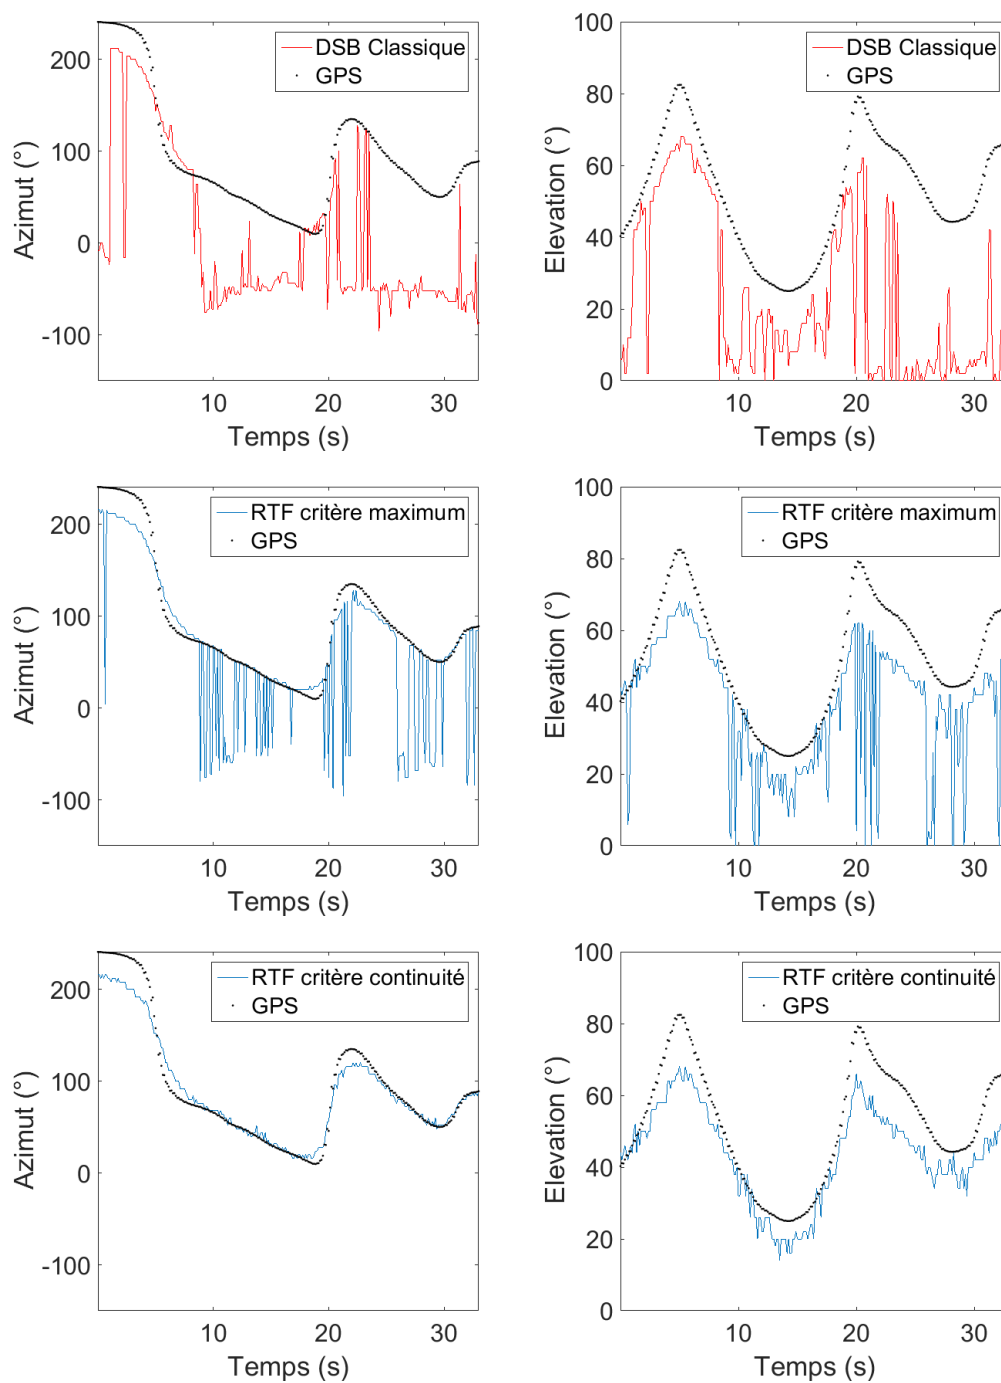 DSB Classique
GPS
200
100
0
-100
Azimut (°)
10
20
30
Temps (s)
DSB Classique
GPS
100
80
60
40
20
0
Elevation (°)
10
20
30
Temps (s)
RTF critère maximum
GPS
200
100
0
-100
Azimut (°)
10
20
30
Temps (s)
RTF critère maximum
GPS
100
80
60
40
20
0
Elevation (°)
10
20
30
Temps (s)
RTF critère continuité
GPS
200
100
0
-100
Azimut (°)
10
20
30
Temps (s)
RTF critère continuité
GPS
100
80
60
40
20
0
Elevation (°)
10
20
30
Temps (s)